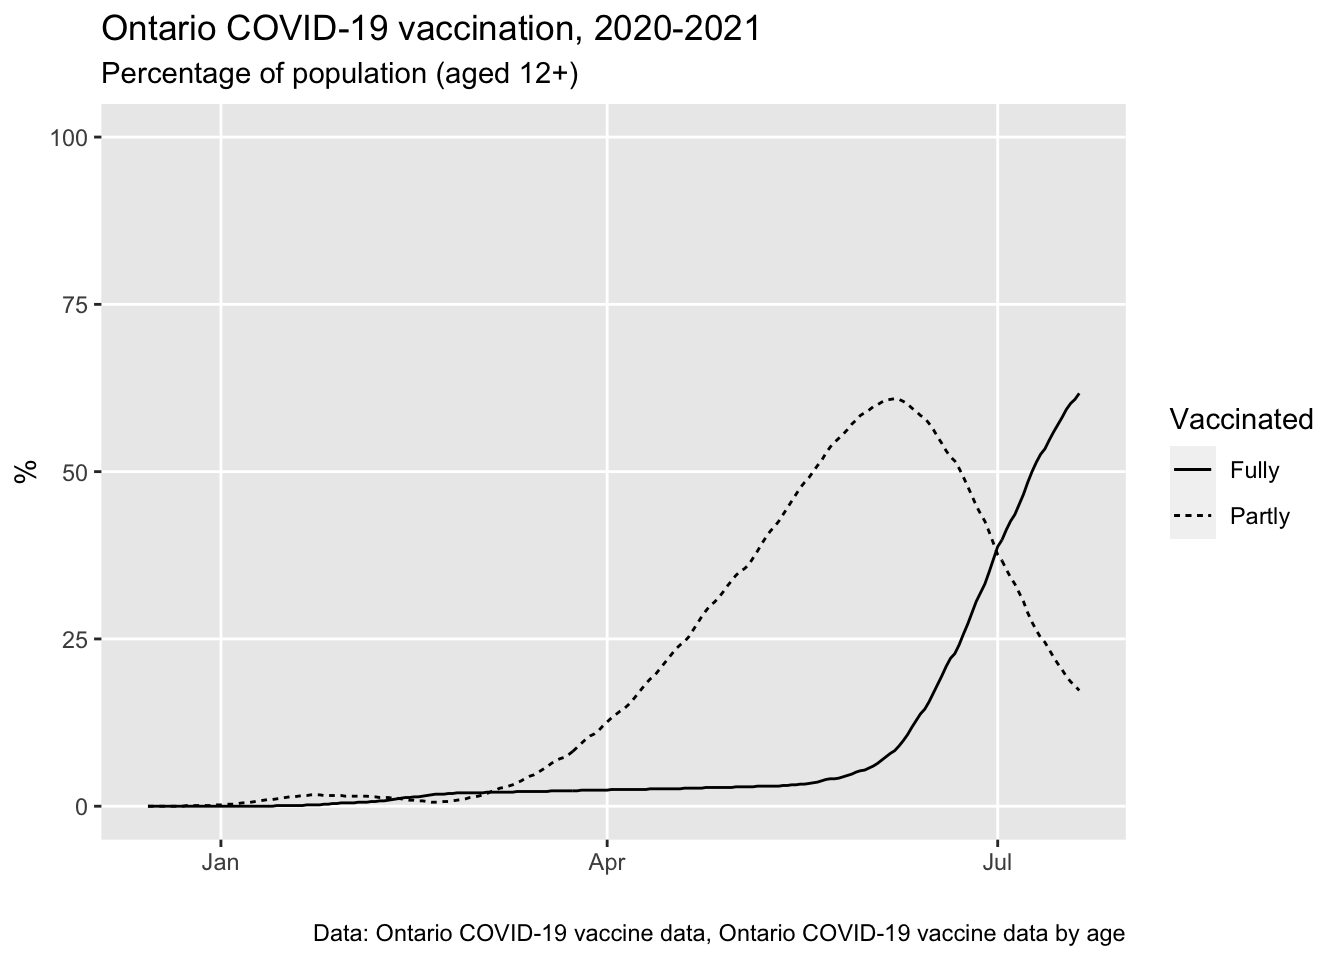 Ontario COVID-19 vaccination, 2020-2021
Percentage of population (aged 12+)
100
75
50
25
0
%
Jan
Apr
Jul
Vaccinated
Fully
Partly
Data: Ontario COVID-19 vaccine data, Ontario COVID-19 vaccine data by age